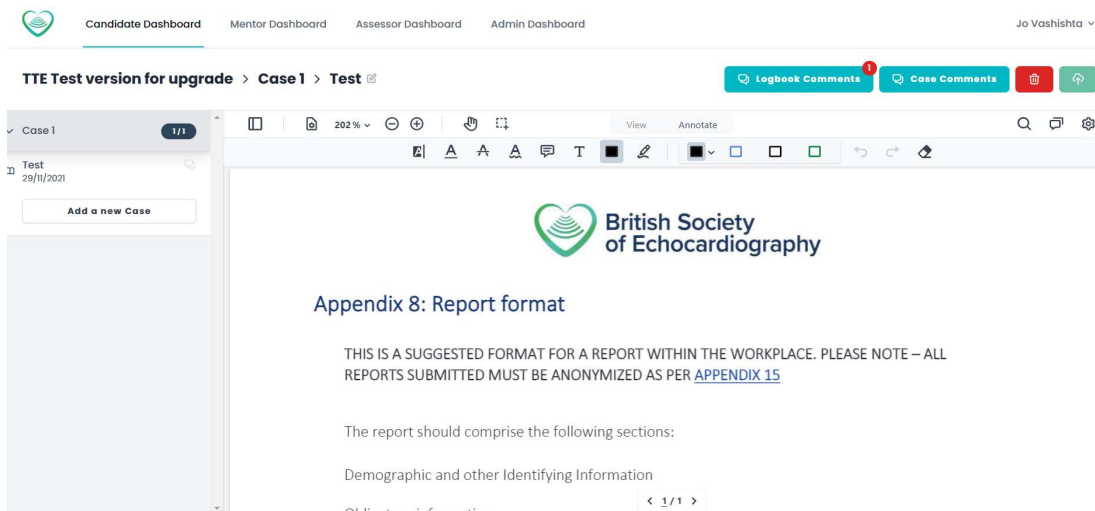 Candidate Dashboard Mentor Dashboard Assessor Dashboard Admin Dashboard Jo Vashishta
TTE Test version for upgrade > Case 1 > Test Logbook Comments 1 Case Comments
Case 1 1/1 202 % View Annotate
Test
29/11/2021
Add a new Case
British Society
of Echocardiography
Appendix 8: Report format
THIS IS A SUGGESTED FORMAT FOR A REPORT WITHIN THE WORKPLACE. PLEASE NOTE – ALL
REPORTS SUBMITTED MUST BE ANONYMIZED AS PER APPENDIX 15
The report should comprise the following sections:
Demographic and other Identifying Information
< 1 / 1 >